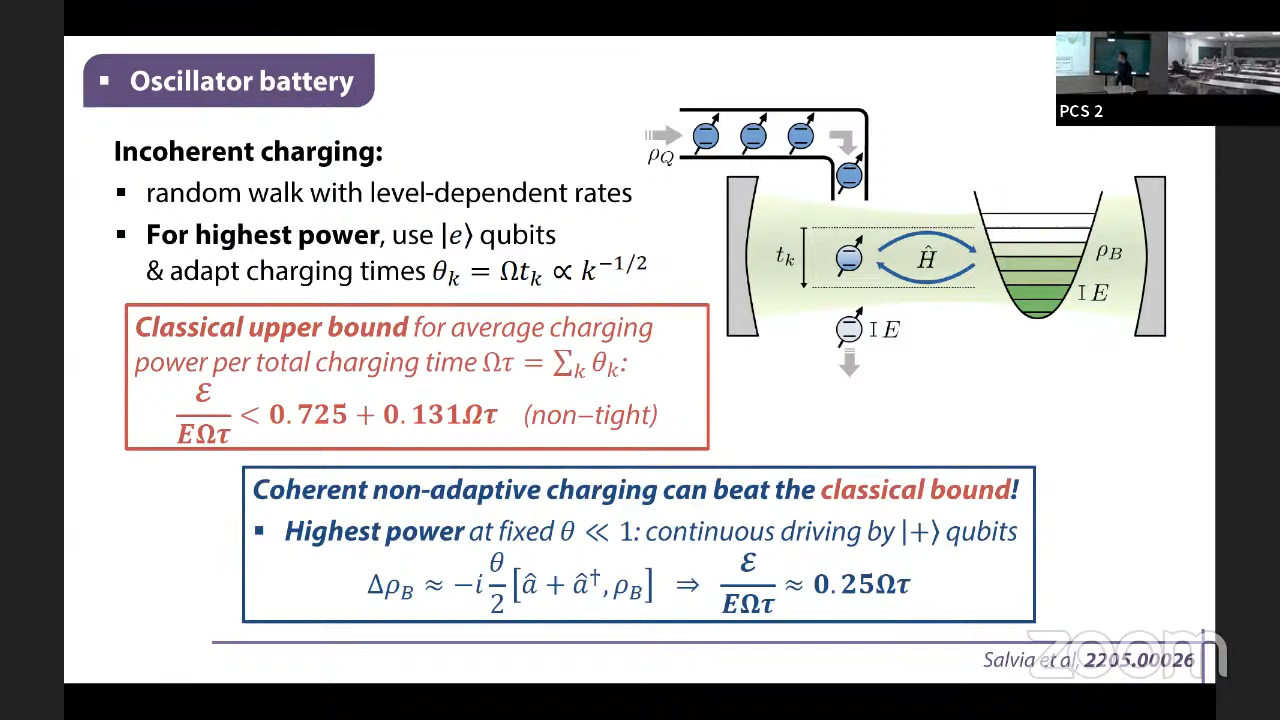 ▪ Oscillator battery
PCS 2
Incoherent charging:
▪ random walk with level-dependent rates
▪ For highest power, use |e⟩ qubits
& adapt charging times θ_k = Ωt_k ∝ k^{-1/2}
ρ_Q
t_k
Ĥ
ρ_B
E
E
Classical upper bound for average charging
power per total charging time Ωτ = ∑_k θ_k:
ℰ/EΩτ < 0.725 + 0.131Ωτ (non−tight)
Coherent non-adaptive charging can beat the classical bound!
▪ Highest power at fixed θ ≪ 1: continuous driving by |+⟩ qubits
Δρ_B ≈ −i θ/2 [â + â†, ρ_B] ⇒ ℰ/EΩτ ≈ 0.25Ωτ
Salvia et al, 2205.00026
zoom